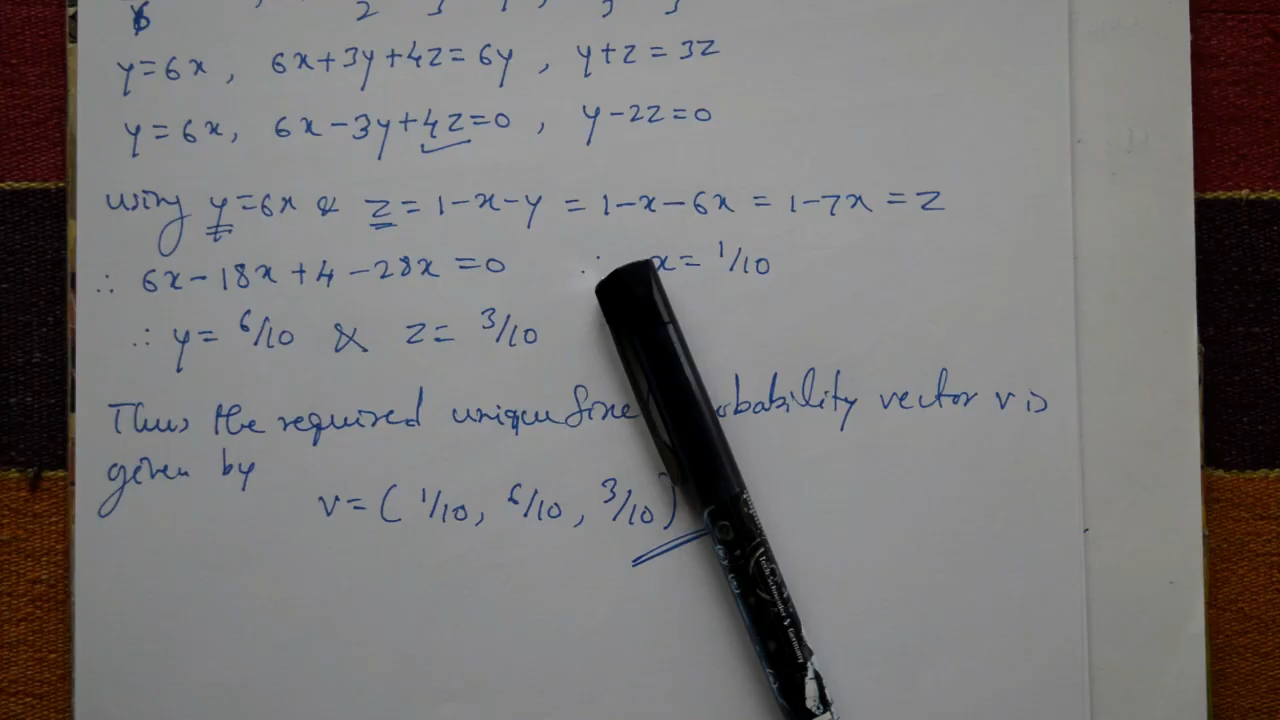 y=6x, 6x+3y+4z=6y, y+z=3z
y=6x, 6x-3y+4z=0, y-2z=0
using y=6x & z=1-x-y = 1-x-6x = 1-7x = z
∴ 6x-18x+4-28x=0 ∴ x=1/10
∴ y=6/10 & z=3/10
Thus the required unique vector v is
given by
v=(1/10, 6/10, 3/10)